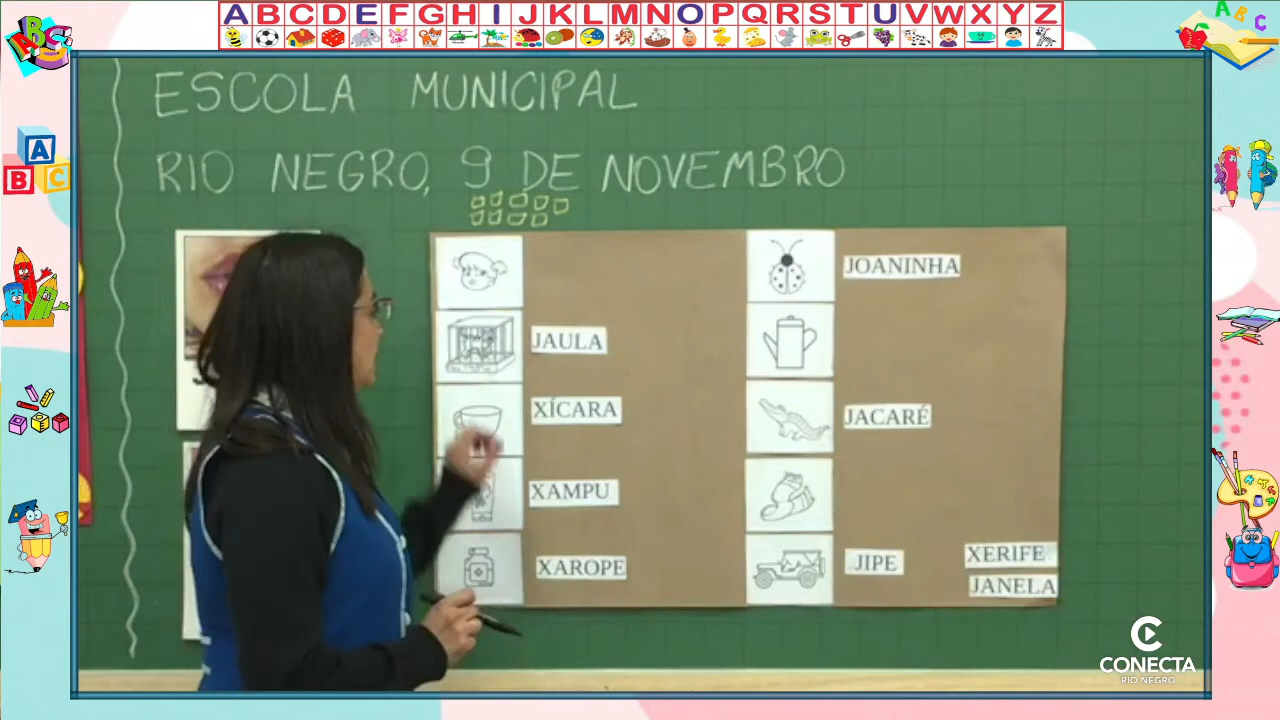 A B C D E F G H I J K L M N O P Q R S T U V W X Y Z
ABC
A
B C
A B C
ESCOLA MUNICIPAL
RIO NEGRO, 9 DE NOVEMBRO
JOANINHA
JAULA
XÍCARA
JACARÉ
XAMPU
XAROPE
JIPE
XERIFE
JANELA
CONECTA
RIO NEGRO